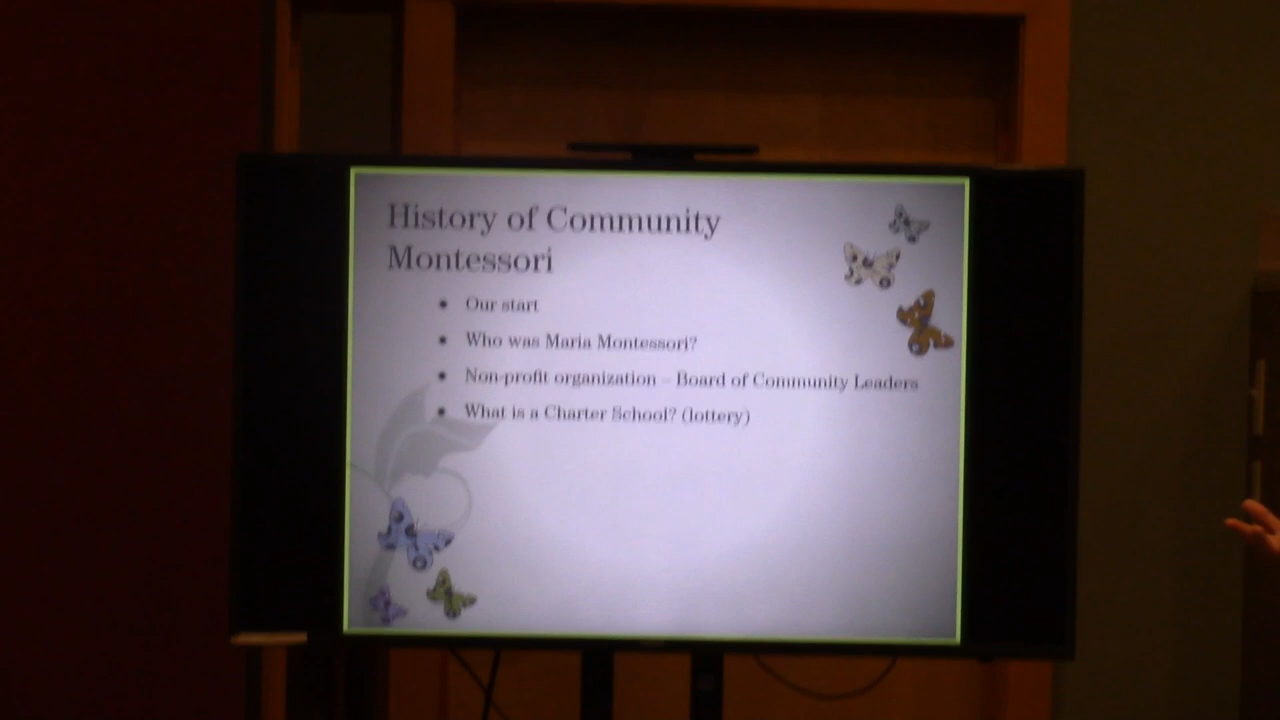 History of Community
Montessori
• Our start
• Who was Maria Montessori?
• Non-profit organization – Board of Community Leaders
• What is a Charter School? (lottery)